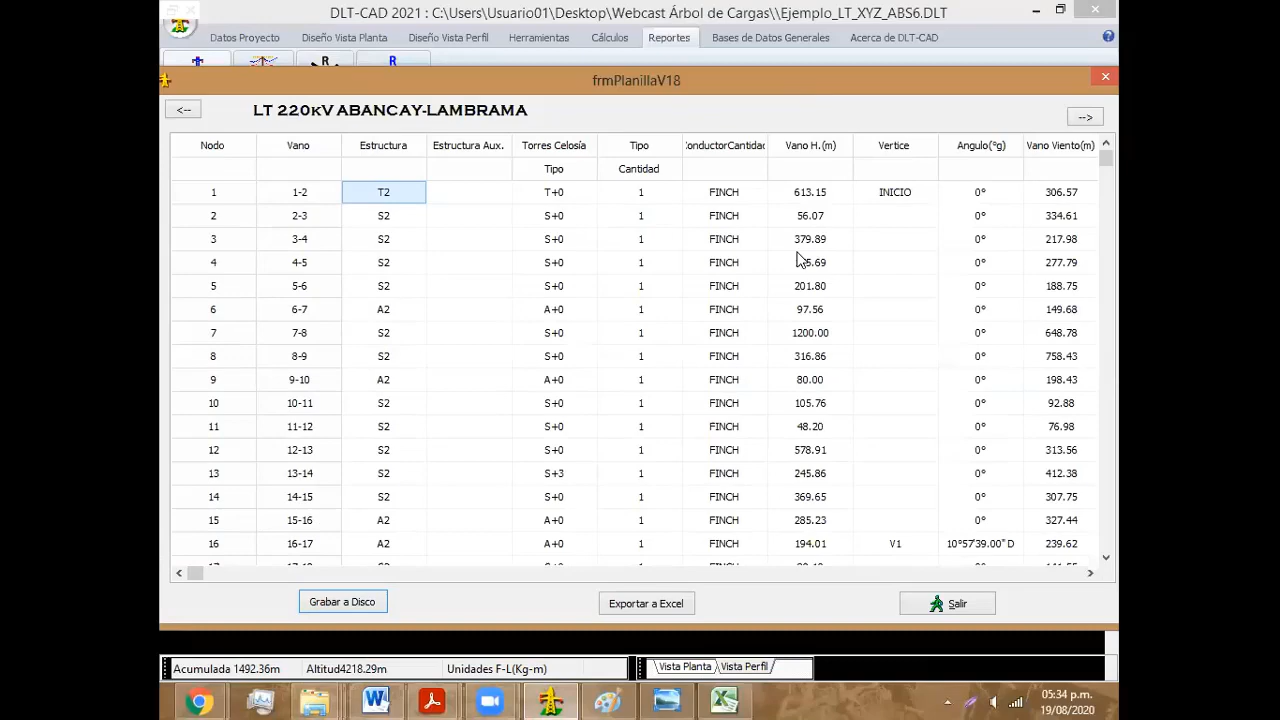 DLT-CAD 2021 : C:\Users\Usuario01\Desktop\Webcast Árbol de Cargas\\Ejemplo_LT_XYZ_ABS6.DLT
Datos Proyecto Diseño Vista Planta Diseño Vista Perfil Herramientas Cálculos Reportes Bases de Datos Generales Acerca de DLT-CAD
R R
frmPlanillaV18
<-- LT 220KV ABANCAY-LAMBRAMA -->
Nodo Vano Estructura Estructura Aux. Torres Celosía Tipo ConductorCantidad Vano H.(m) Vertice Angulo(°g) Vano Viento(m)
Tipo Cantidad
1 1-2 T2 T+0 1 FINCH 613.15 INICIO 0° 306.57
2 2-3 S2 S+0 1 FINCH 56.07 0° 334.61
3 3-4 S2 S+0 1 FINCH 379.89 0° 217.98
4 4-5 S2 S+0 1 FINCH 5.69 0° 277.79
5 5-6 S2 S+0 1 FINCH 201.80 0° 188.75
6 6-7 A2 A+0 1 FINCH 97.56 0° 149.68
7 7-8 S2 S+0 1 FINCH 1200.00 0° 648.78
8 8-9 S2 S+0 1 FINCH 316.86 0° 758.43
9 9-10 A2 A+0 1 FINCH 80.00 0° 198.43
10 10-11 S2 S+0 1 FINCH 105.76 0° 92.88
11 11-12 S2 S+0 1 FINCH 48.20 0° 76.98
12 12-13 S2 S+0 1 FINCH 578.91 0° 313.56
13 13-14 S2 S+3 1 FINCH 245.86 0° 412.38
14 14-15 S2 S+0 1 FINCH 369.65 0° 307.75
15 15-16 A2 A+0 1 FINCH 285.23 0° 327.44
16 16-17 A2 A+0 1 FINCH 194.01 V1 10°57'39.00" D 239.62
Grabar a Disco Exportar a Excel Salir
Acumulada 1492.36m Altitud4218.29m Unidades F-L(Kg-m) Vista Planta Vista Perfil
05:34 p.m.
19/08/2020